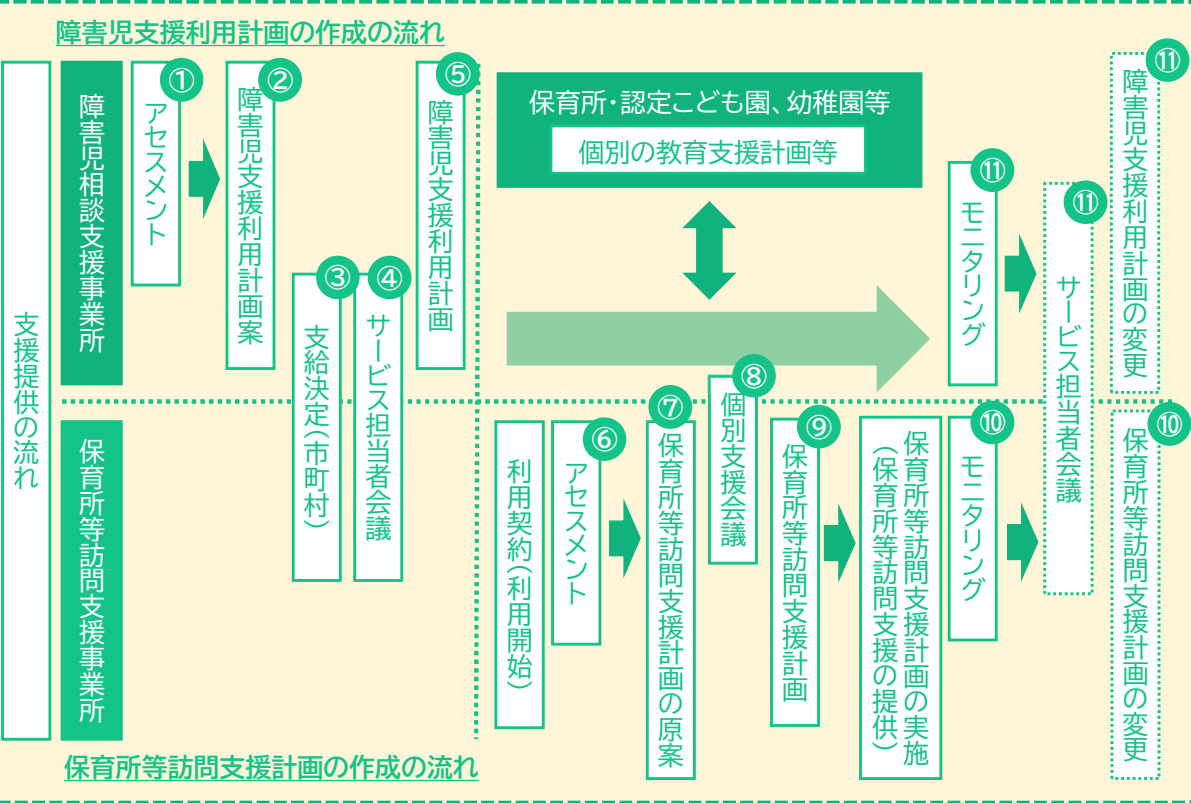 障害児支援利用計画の作成の流れ
支援提供の流れ
障害児相談支援事業所
①
アセスメント
②
障害児支援利用計画案
③
支給決定（市町村）
④
サービス担当者会議
⑤
障害児支援利用計画
保育所・認定こども園、幼稚園等
個別の教育支援計画等
⑪
モニタリング
⑪
サービス担当者会議
⑪
障害児支援利用計画の変更
保育所等訪問支援事業所
利用契約（利用開始）
⑥
アセスメント
⑦
保育所等訪問支援計画の原案
⑧
個別支援会議
⑨
保育所等訪問支援計画
保育所等訪問支援計画の実施
（保育所等訪問支援の提供）
⑩
モニタリング
⑩
保育所等訪問支援計画の変更
保育所等訪問支援計画の作成の流れ